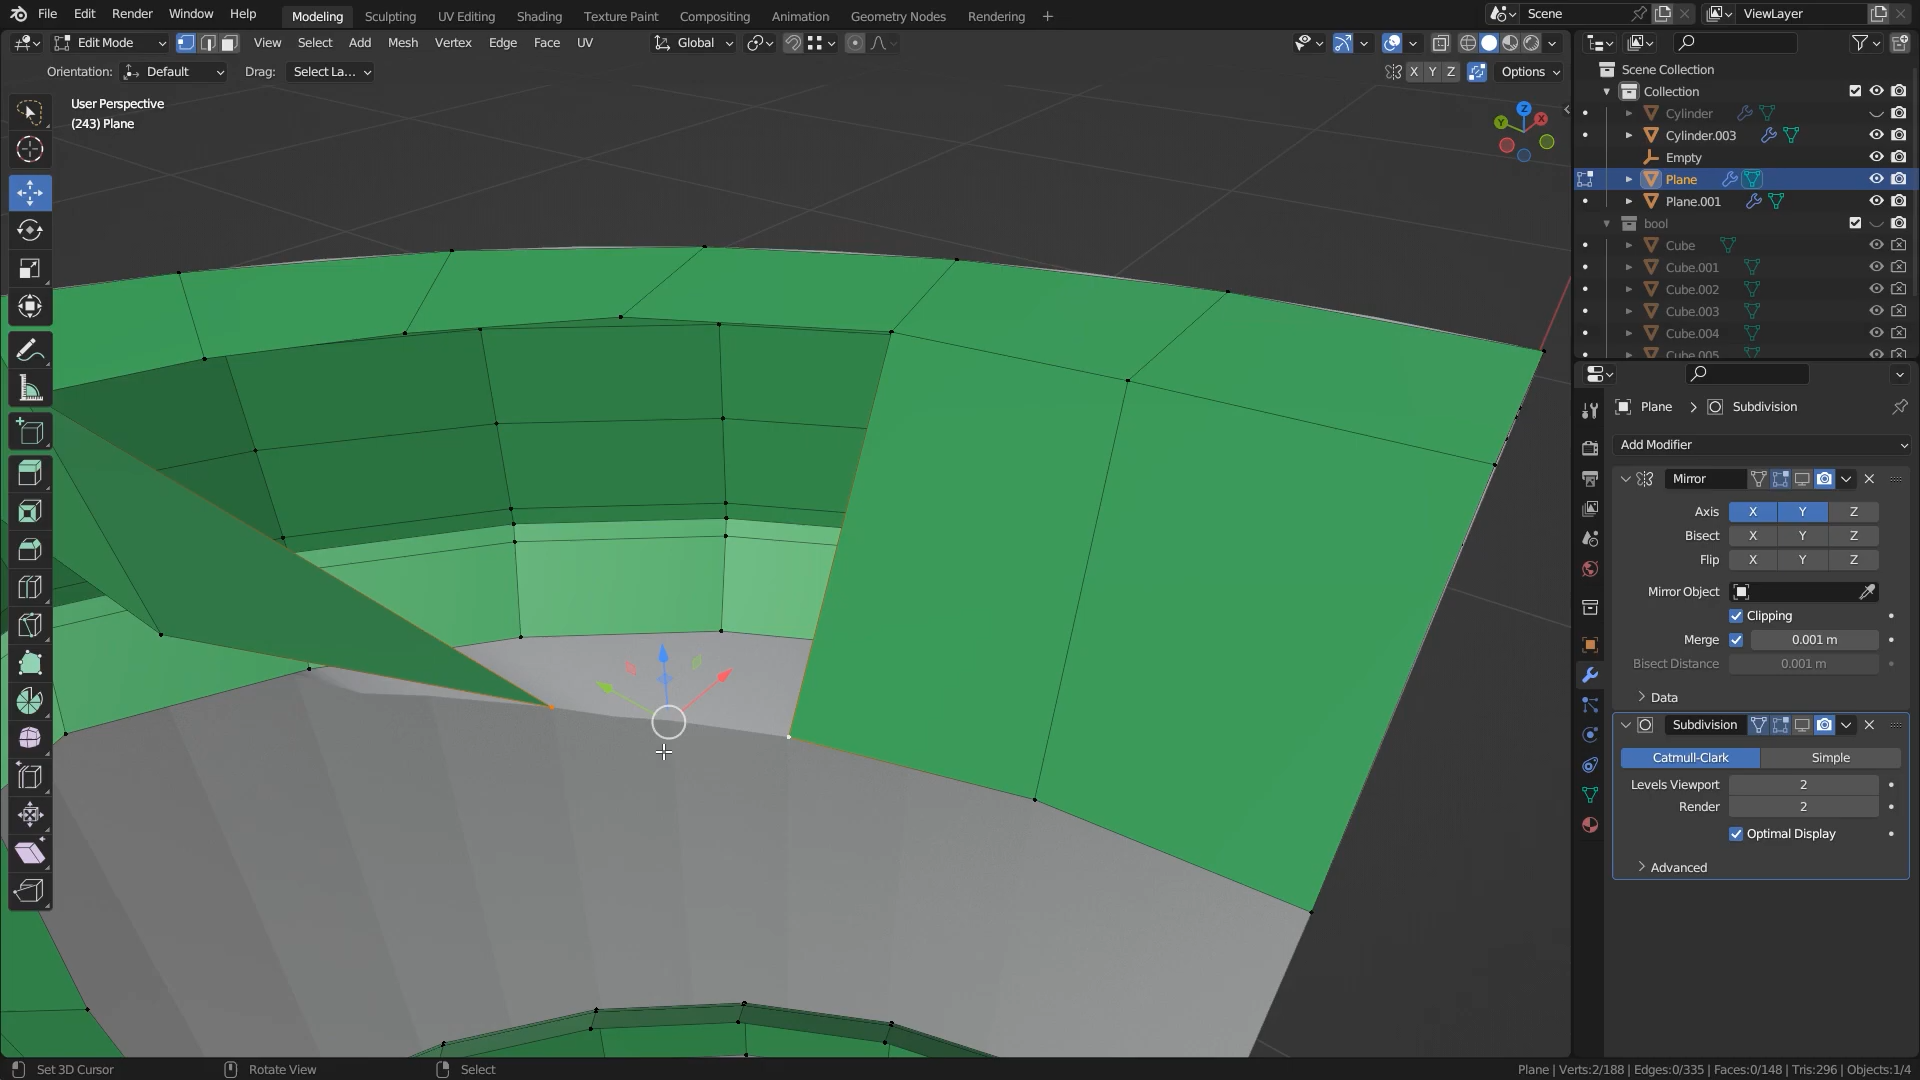 File Edit Render Window Help Modeling Sculpting UV Editing Shading Texture Paint Compositing Animation Geometry Nodes Rendering + Scene ViewLayer
Edit Mode View Select Add Mesh Vertex Edge Face UV Global
Orientation: Default Drag: Select La... X Y Z Options
User Perspective
(243) Plane
Z
X
Y
Scene Collection
Collection
Cylinder
Cylinder.003
Empty
Plane
Plane.001
bool
Cube
Cube.001
Cube.002
Cube.003
Cube.004
Cube.005
Plane > Subdivision
Add Modifier
Mirror
Axis X Y Z
Bisect X Y Z
Flip X Y Z
Mirror Object
Clipping
Merge 0.001 m
Bisect Distance 0.001 m
> Data
Subdivision
Catmull-Clark Simple
Levels Viewport 2
Render 2
Optimal Display
> Advanced
Set 3D Cursor Rotate View Select Plane | Verts:2/188 | Edges:0/335 | Faces:0/148 | Tris:296 | Objects:1/4